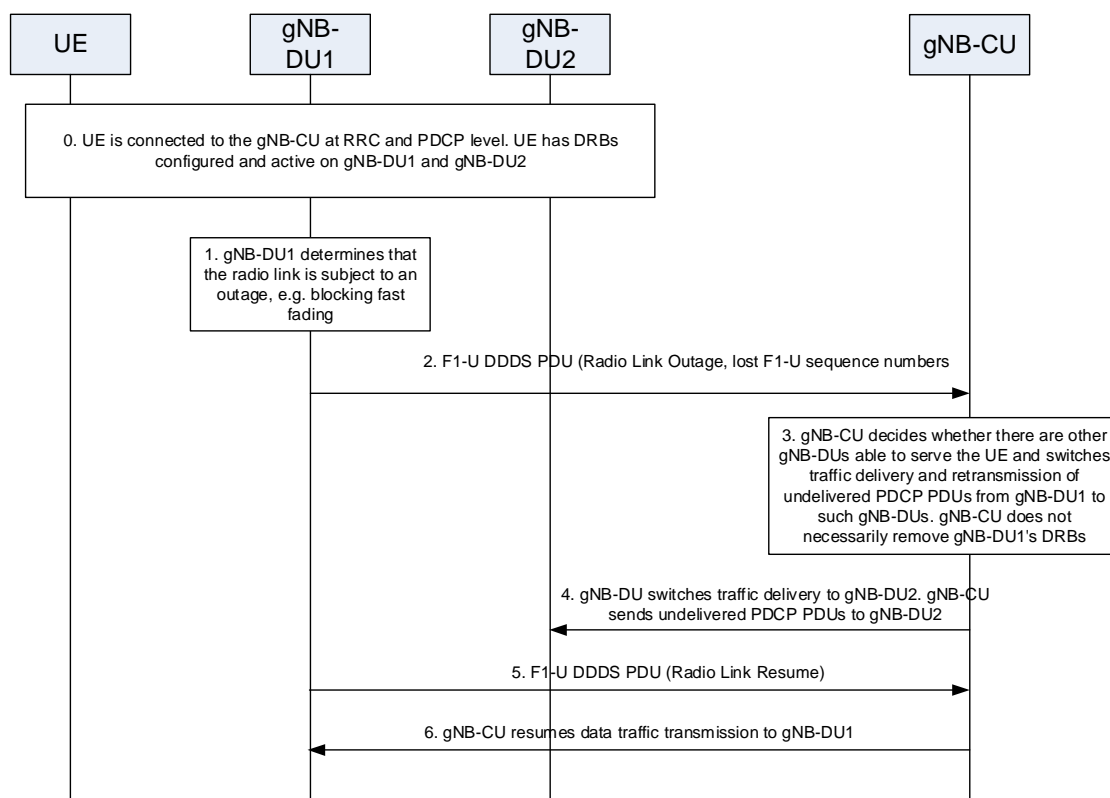 UE
gNB-
DU1
gNB-
DU2
gNB-CU
0. UE is connected to the gNB-CU at RRC and PDCP level. UE has DRBs
configured and active on gNB-DU1 and gNB-DU2
1. gNB-DU1 determines that
the radio link is subject to an
outage, e.g. blocking fast
fading
2. F1-U DDDS PDU (Radio Link Outage, lost F1-U sequence numbers
3. gNB-CU decides whether there are other
gNB-DUs able to serve the UE and switches
traffic delivery and retransmission of
undelivered PDCP PDUs from gNB-DU1 to
such gNB-DUs. gNB-CU does not
necessarily remove gNB-DU1's DRBs
4. gNB-DU switches traffic delivery to gNB-DU2. gNB-CU
sends undelivered PDCP PDUs to gNB-DU2
5. F1-U DDDS PDU (Radio Link Resume)
6. gNB-CU resumes data traffic transmission to gNB-DU1